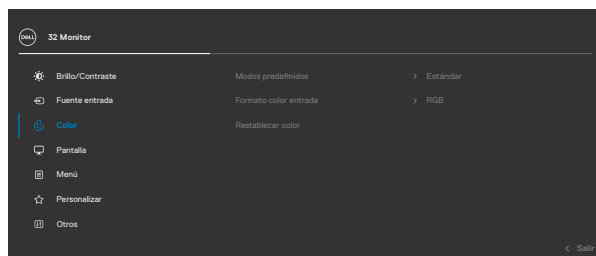 DELL
32 Monitor
Brillo/Contraste
Modos predefinidos > Estándar
Fuente entrada
Formato color entrada > RGB
Color
Restablecer color
Pantalla
Menú
Personalizar
Otros
< Salir